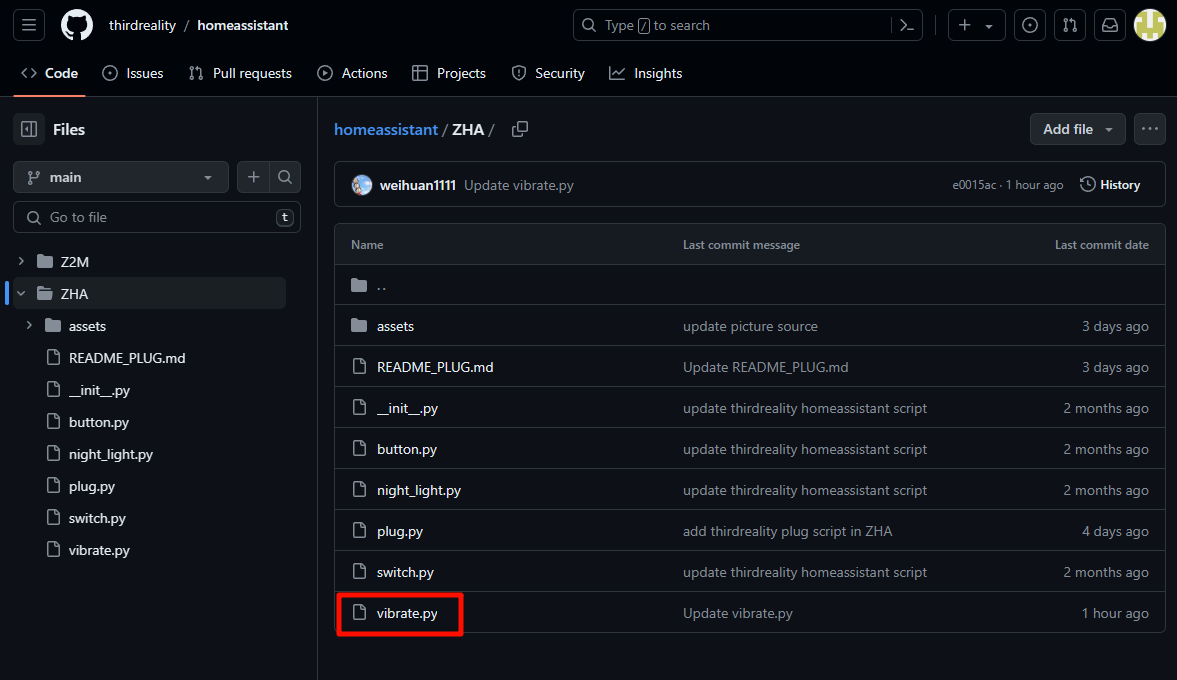 thirdreality / homeassistant
Type / to search
Code Issues Pull requests Actions Projects Security Insights
Files
main
Go to file t
Z2M
ZHA
assets
README_PLUG.md
__init__.py
button.py
night_light.py
plug.py
switch.py
vibrate.py
homeassistant / ZHA /
Add file
weihuan1111 Update vibrate.py e0015ac · 1 hour ago History
Name Last commit message Last commit date
..
assets update picture source 3 days ago
README_PLUG.md Update README_PLUG.md 3 days ago
__init__.py update thirdreality homeassistant script 2 months ago
button.py update thirdreality homeassistant script 2 months ago
night_light.py update thirdreality homeassistant script 2 months ago
plug.py add thirdreality plug script in ZHA 4 days ago
switch.py update thirdreality homeassistant script 2 months ago
vibrate.py Update vibrate.py 1 hour ago